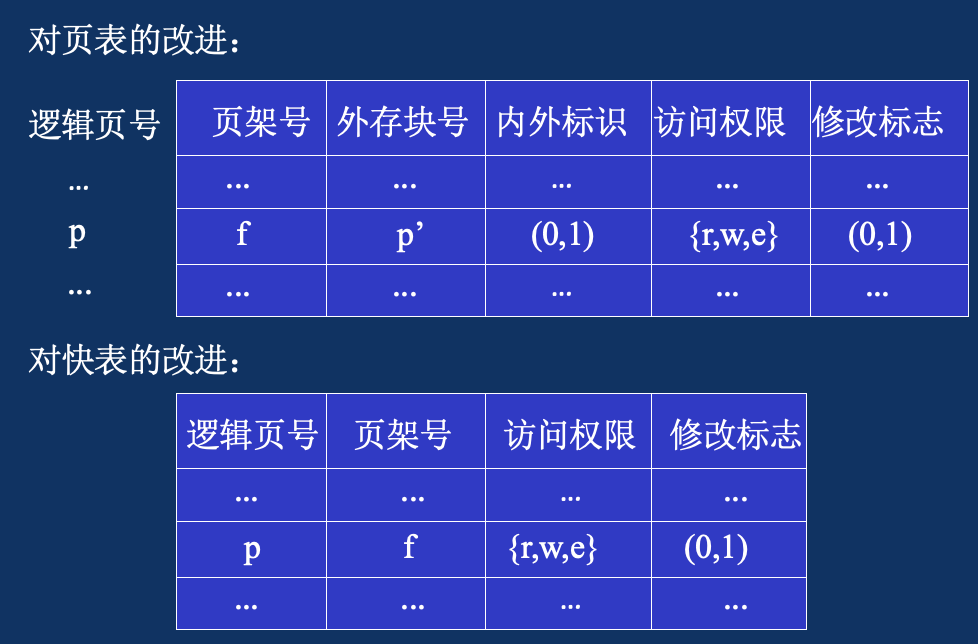 对页表的改进：
逻辑页号 页架号 外存块号 内外标识 访问权限 修改标志
... ... ... ... ... ...
p f p’ (0,1) {r,w,e} (0,1)
... ... ... ... ... ...
对快表的改进：
逻辑页号 页架号 访问权限 修改标志
... ... ... ...
p f {r,w,e} (0,1)
... ... ... ...